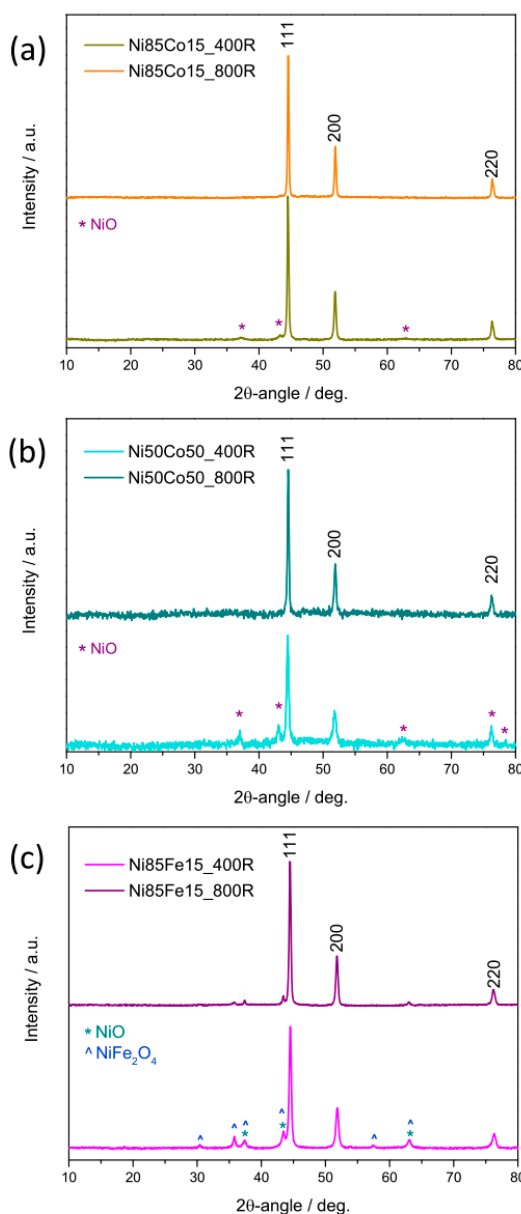 (a)
Ni85Co15_400R
Ni85Co15_800R
111
200
220
* NiO
* * *
Intensity / a.u.
10 20 30 40 50 60 70 80
2θ-angle / deg.
(b)
Ni50Co50_400R
Ni50Co50_800R
111
200
220
* NiO
* * * * *
Intensity / a.u.
10 20 30 40 50 60 70 80
2θ-angle / deg.
(c)
Ni85Fe15_400R
Ni85Fe15_800R
111
200
220
* NiO
^ NiFe₂O₄
^ ^ ^ ^ ^ ^
* * *
Intensity / a.u.
10 20 30 40 50 60 70 80
2θ-angle / deg.